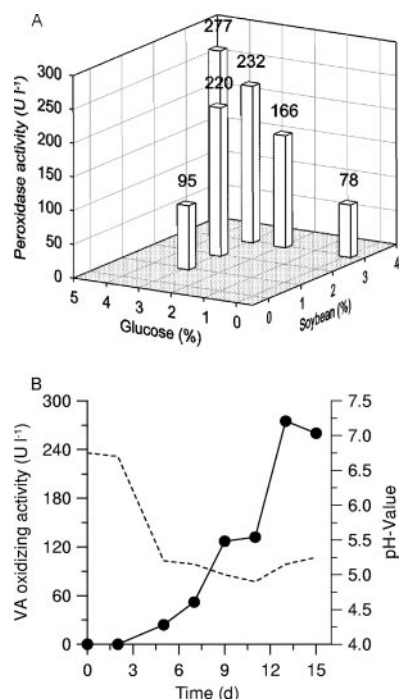 A
277
220
232
166
95
78
Peroxidase activity (U l-1)
300
250
200
150
100
50
0
5 4 3 2 1 0
Glucose (%)
0 1 2 3 4
Soybean (%)
B
VA oxidizing activity (U l-1)
300
240
180
120
60
0
7.5
7.0
6.5
6.0
5.5
5.0
4.5
4.0
pH-Value
0 3 6 9 12 15
Time (d)